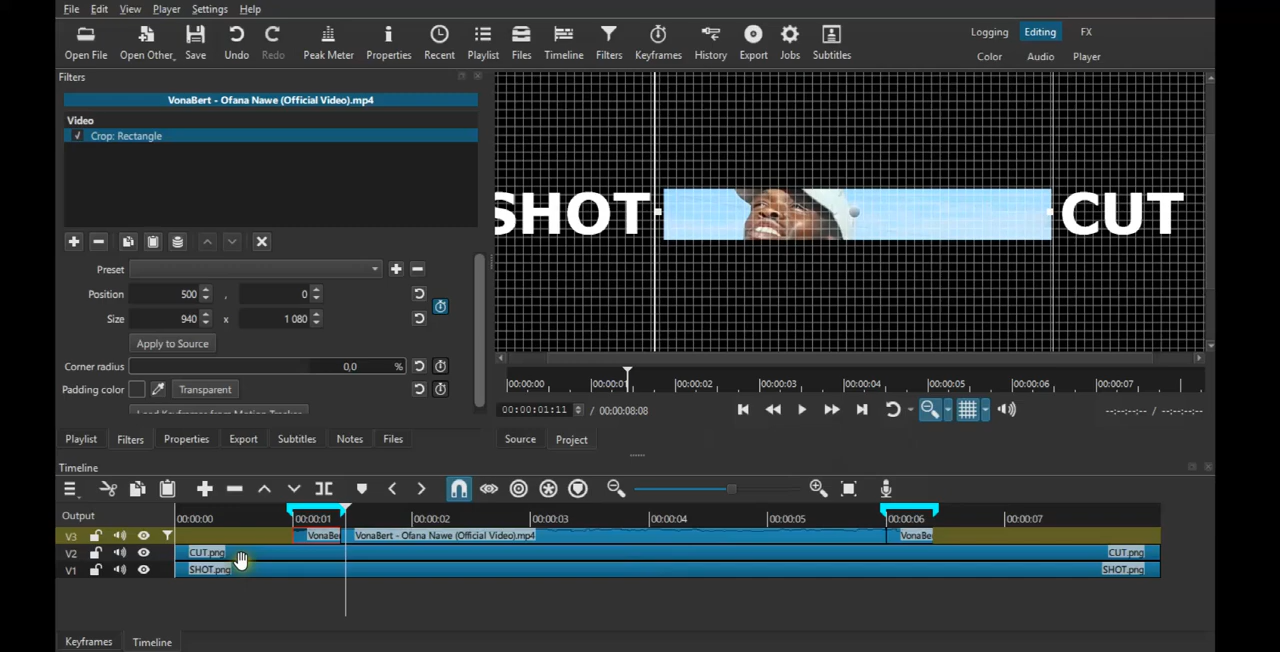 File Edit View Player Settings Help
Open File Open Other... Save Undo Redo Peak Meter Properties Recent Playlist Files Timeline Filters Keyframes History Export Jobs Subtitles
Logging Editing FX
Color Audio Player
Filters
VonaBert - Ofana Nawe (Official Video).mp4
Video
Crop: Rectangle
SHOT CUT
Preset
Position 500 , 0
Size 940 x 1 080
Apply to Source
Corner radius 0,0 %
Padding color Transparent
Load Keyframes from Motion Tracker
00:00:00 00:00:01 00:00:02 00:00:03 00:00:04 00:00:05 00:00:06 00:00:07
00:00:01:11 / 00:00:08:08 --:--:--:-- / --:--:--:--
Playlist Filters Properties Export Subtitles Notes Files
Source Project
Timeline
Output 00:00:00 00:00:01 00:00:02 00:00:03 00:00:04 00:00:05 00:00:06 00:00:07
V3 VonaBe VonaBert - Ofana Nawe (Official Video).mp4 VonaBe
V2 CUT.png CUT.png
V1 SHOT.png SHOT.png
Keyframes Timeline